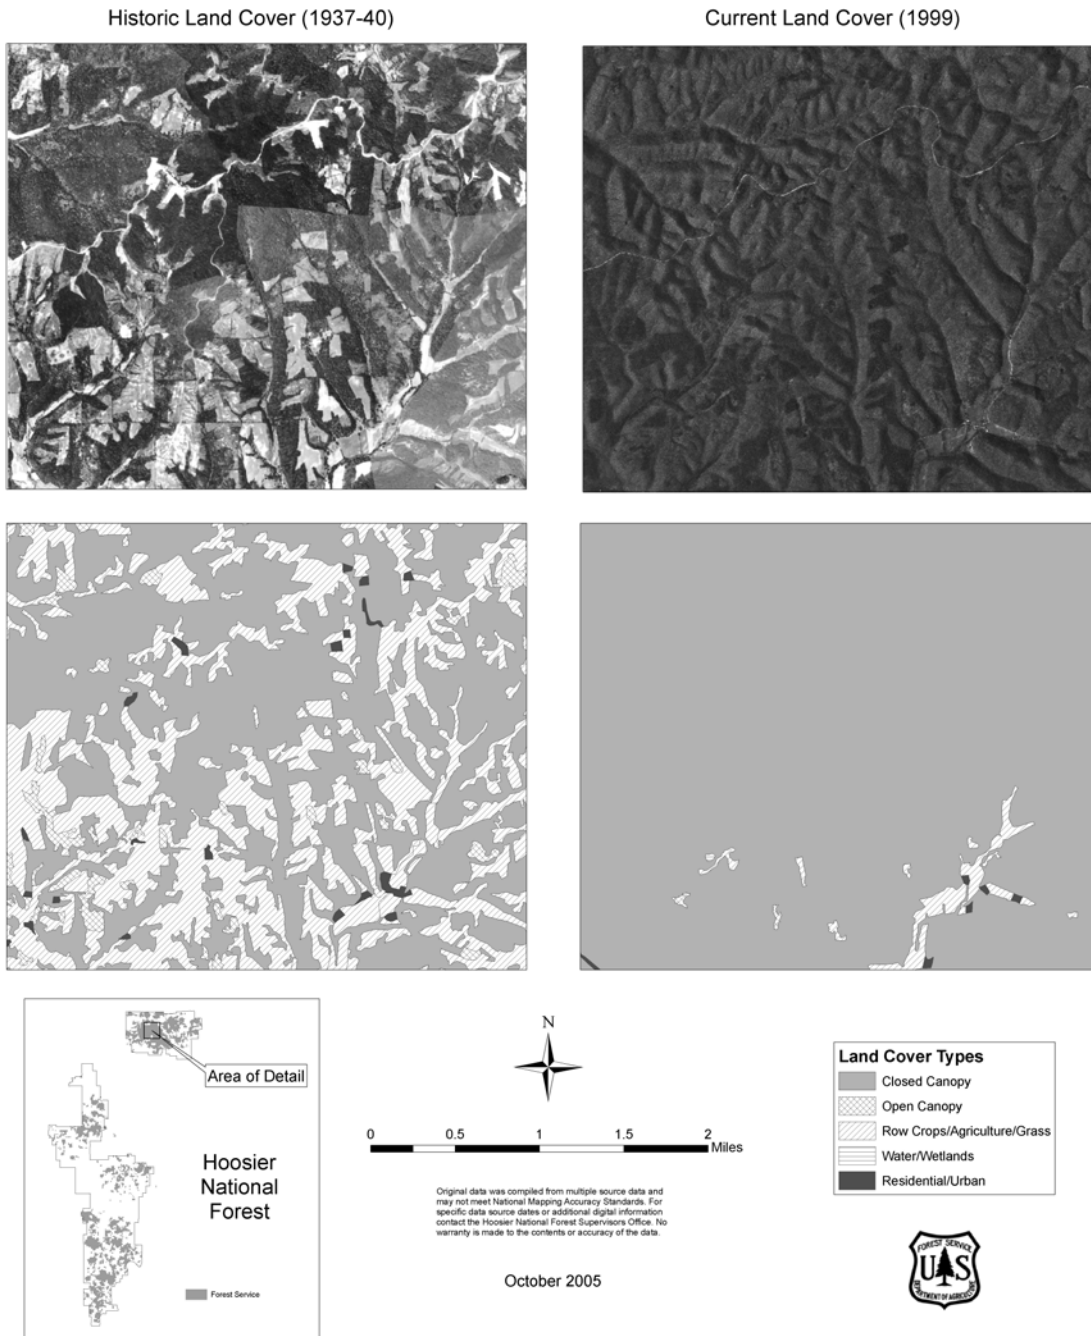 Historic Land Cover (1937-40)
Current Land Cover (1999)
Area of Detail
Hoosier
National
Forest
Forest Service
N
0 0.5 1 1.5 2
Miles
Original data was compiled from multiple source data and
may not meet National Mapping Accuracy Standards. For
specific data source dates or additional digital information
contact the Hoosier National Forest Supervisors Office. No
warranty is made to the contents or accuracy of the data.
October 2005
Land Cover Types
Closed Canopy
Open Canopy
Row Crops/Agriculture/Grass
Water/Wetlands
Residential/Urban
FOREST SERVICE
U S
DEPARTMENT OF AGRICULTURE